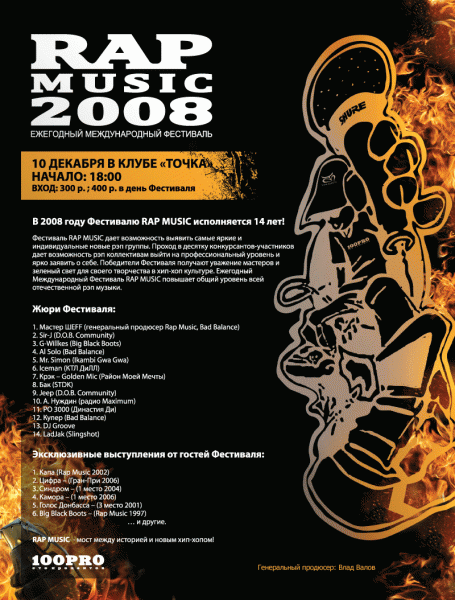 RAP
MUSIC
2008
ЕЖЕГОДНЫЙ МЕЖДУНАРОДНЫЙ ФЕСТИВАЛЬ
10 ДЕКАБРЯ В КЛУБЕ «ТОЧКА»
НАЧАЛО: 18:00
ВХОД: 300 р. ; 400 р. в день Фестиваля
В 2008 году Фестивалю RAP MUSIC исполняется 14 лет!
Фестиваль RAP MUSIC дает возможность выявить самые яркие и
индивидуальные новые рэп группы. Проход в десятку конкурсантов-участников
дает возможность рэп коллективам выйти на профессиональный уровень и
ярко заявить о себе. Победители Фестиваля получают уважение мастеров и
зеленый свет для своего творчества в хип-хоп культуре. Ежегодный
Международный Фестиваль RAP MUSIC повышает общий уровень всей
отечественной рэп музыки.
Жюри Фестиваля:
1. Мастер ШЕFF (генеральный продюсер Rap Music, Bad Balance)
2. Sir-J (D.O.B. Community)
3. G-Wilkes (Big Black Boots)
4. Al Solo (Bad Balance)
5. Mr. Simon (Ikambi Gwa Gwa)
6. Iceman (КТЛ ДиЛЛ)
7. Крэк – Golden Mic (Район Моей Мечты)
8. Бак (STDK)
9. Jeep (D.O.B. Community)
10. А. Нуждин (радио Maximum)
11. РО 3000 (Династия Ди)
12. Купер (Bad Balance)
13. DJ Groove
14. LadJak (Slingshot)
Эксклюзивные выступления от гостей Фестиваля:
1. Капа (Rap Music 2002)
2. Цифра – (Гран-При 2006)
3. Синдром – (1 место 2004)
4. Камора – (1 место 2006)
5. Голос Донбасса – (3 место 2001)
6. Big Black Boots – (Rap Music 1997)
... и другие.
RAP MUSIC – мост между историей и новым хип-хопом!
100PRO
сто процентов
Генеральный продюсер: Влад Валов
SHURE
100PRO